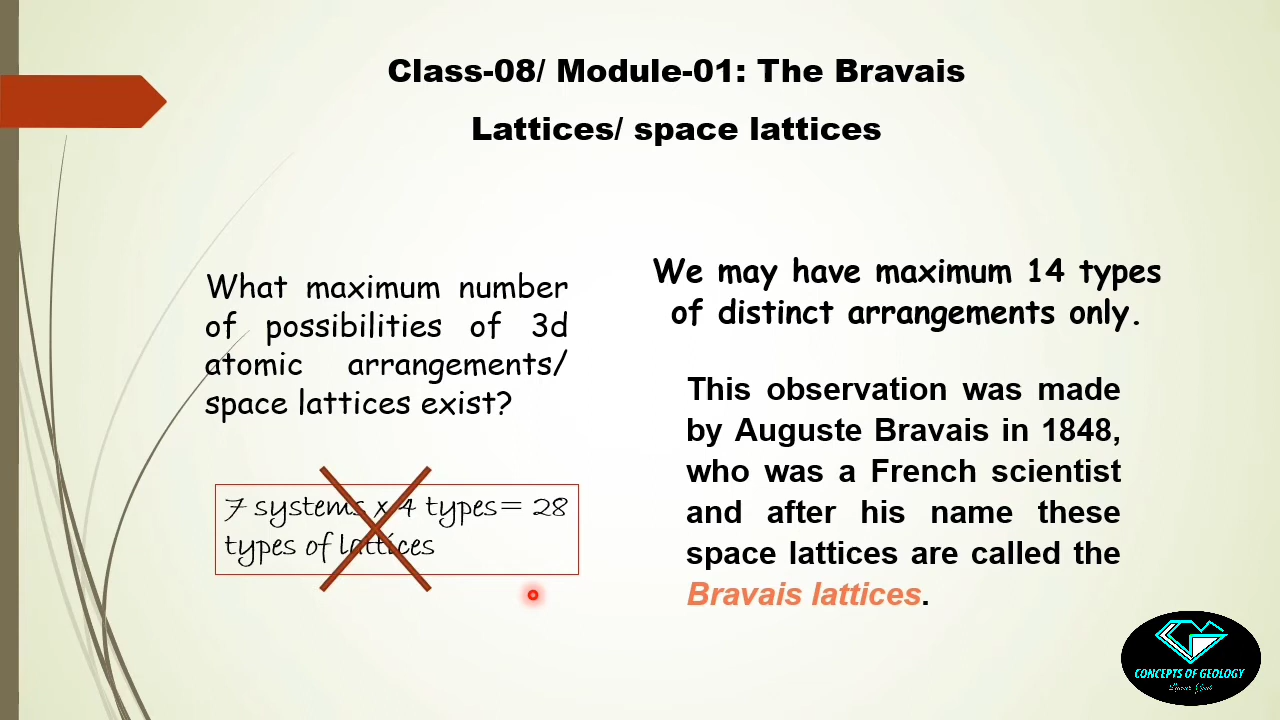 Class-08/ Module-01: The Bravais
Lattices/ space lattices
What maximum number
of possibilities of 3d
atomic arrangements/
space lattices exist?
7 systems x 4 types= 28
types of lattices
We may have maximum 14 types
of distinct arrangements only.
This observation was made
by Auguste Bravais in 1848,
who was a French scientist
and after his name these
space lattices are called the
Bravais lattices.
CONCEPTS OF GEOLOGY